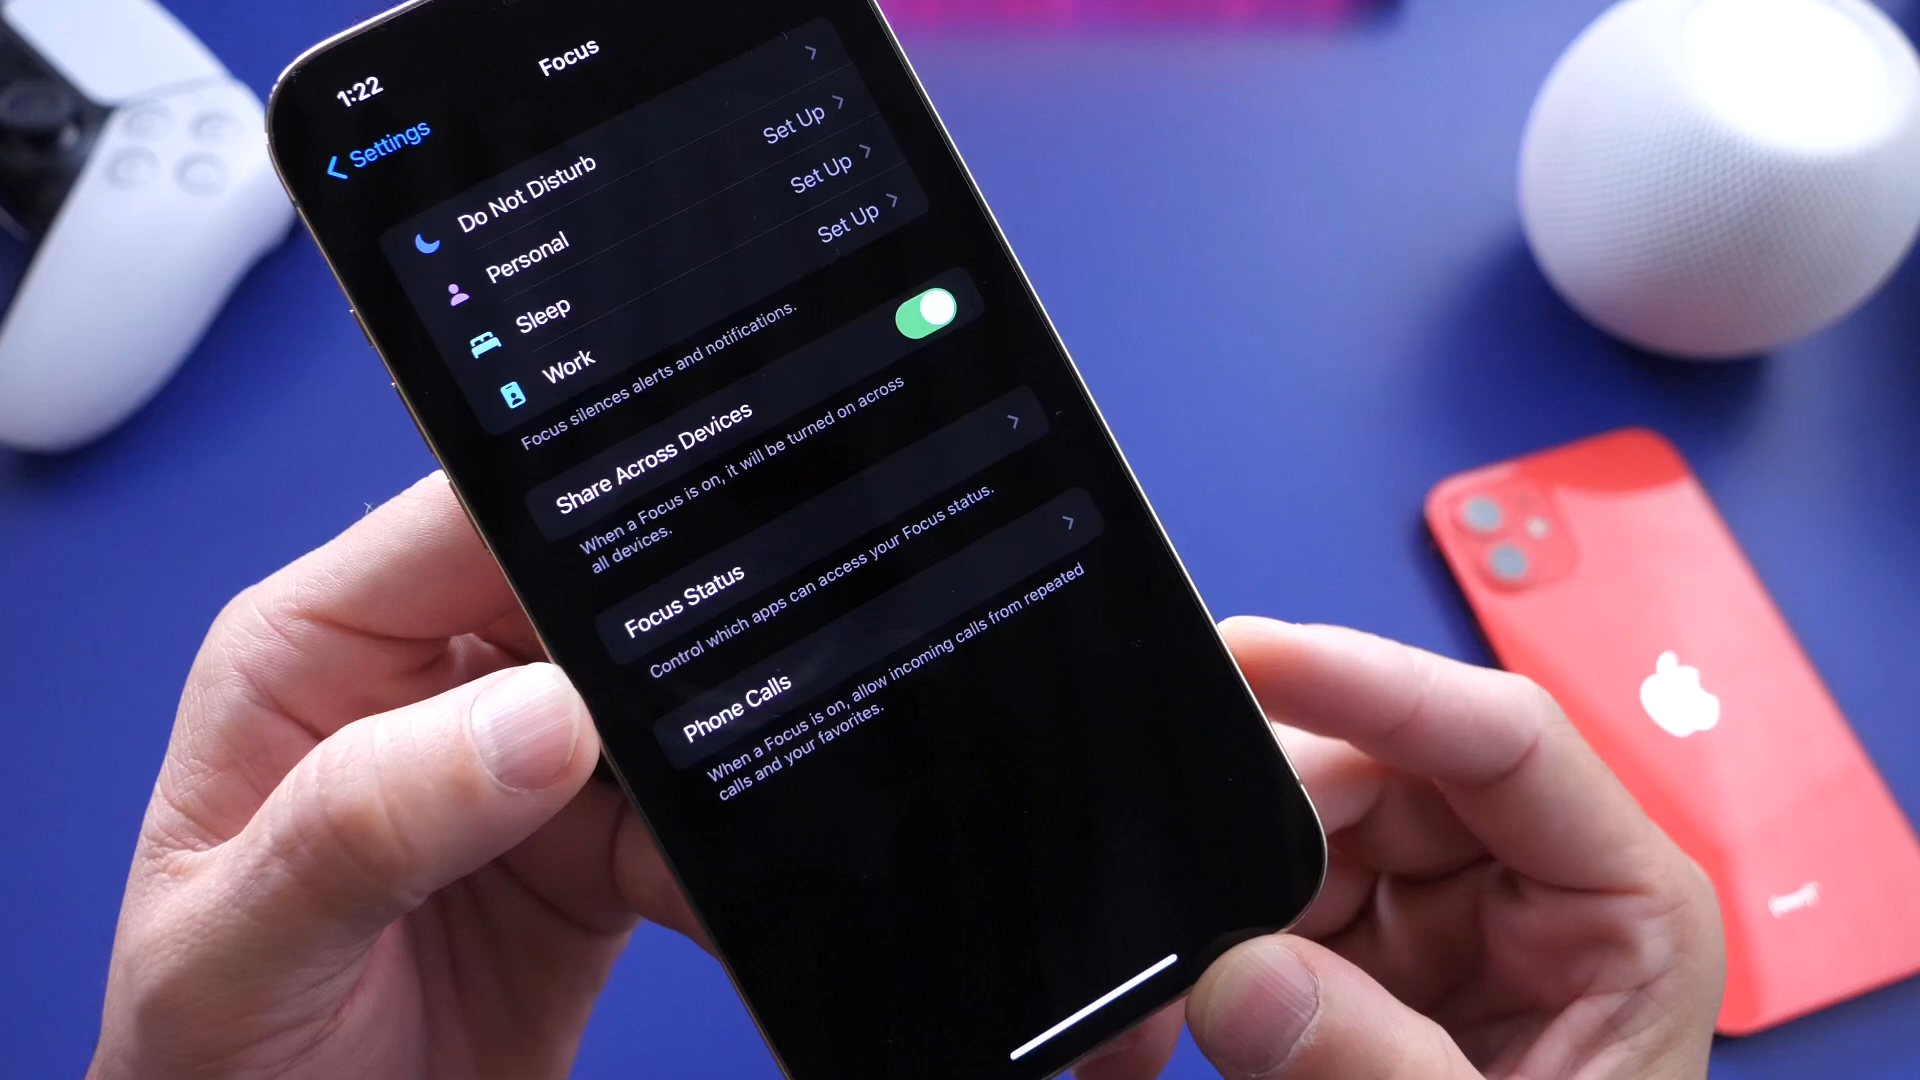 1:22
Focus
Settings
Do Not Disturb
Personal Set Up
Sleep Set Up
Work Set Up
Focus silences alerts and notifications.
Share Across Devices
When a Focus is on, it will be turned on across
all devices.
Focus Status
Control which apps can access your Focus status.
Phone Calls
When a Focus is on, allow incoming calls from repeated
calls and your favorites.